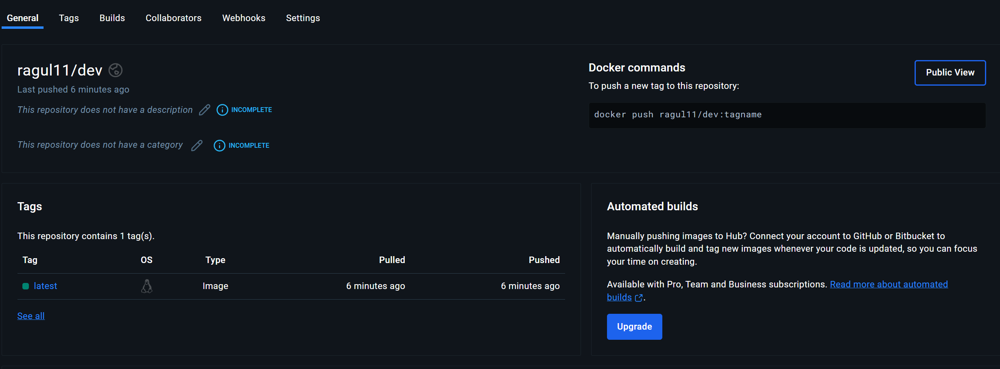 General Tags Builds Collaborators Webhooks Settings
ragul11/dev
Last pushed 6 minutes ago
This repository does not have a description INCOMPLETE
This repository does not have a category INCOMPLETE
Docker commands
Public View
To push a new tag to this repository:
docker push ragul11/dev:tagname
Tags
This repository contains 1 tag(s).
Tag OS Type Pulled Pushed
latest Image 6 minutes ago 6 minutes ago
See all
Automated builds
Manually pushing images to Hub? Connect your account to GitHub or Bitbucket to
automatically build and tag new images whenever your code is updated, so you can focus
your time on creating.
Available with Pro, Team and Business subscriptions. Read more about automated
builds.
Upgrade